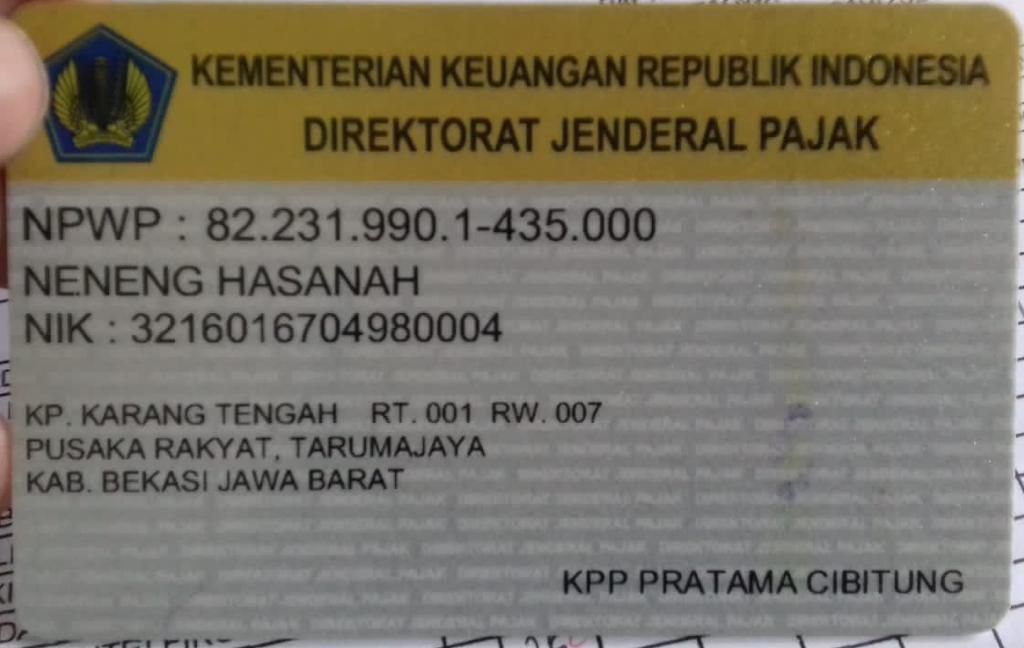 KEMENTERIAN KEUANGAN REPUBLIK INDONESIA
DIREKTORAT JENDERAL PAJAK
NPWP : 82.231.990.1-435.000
NENENG HASANAH
NIK : 3216016704980004
KP. KARANG TENGAH RT. 001 RW. 007
PUSAKA RAKYAT, TARUMAJAYA
KAB. BEKASI JAWA BARAT
KPP PRATAMA CIBITUNG